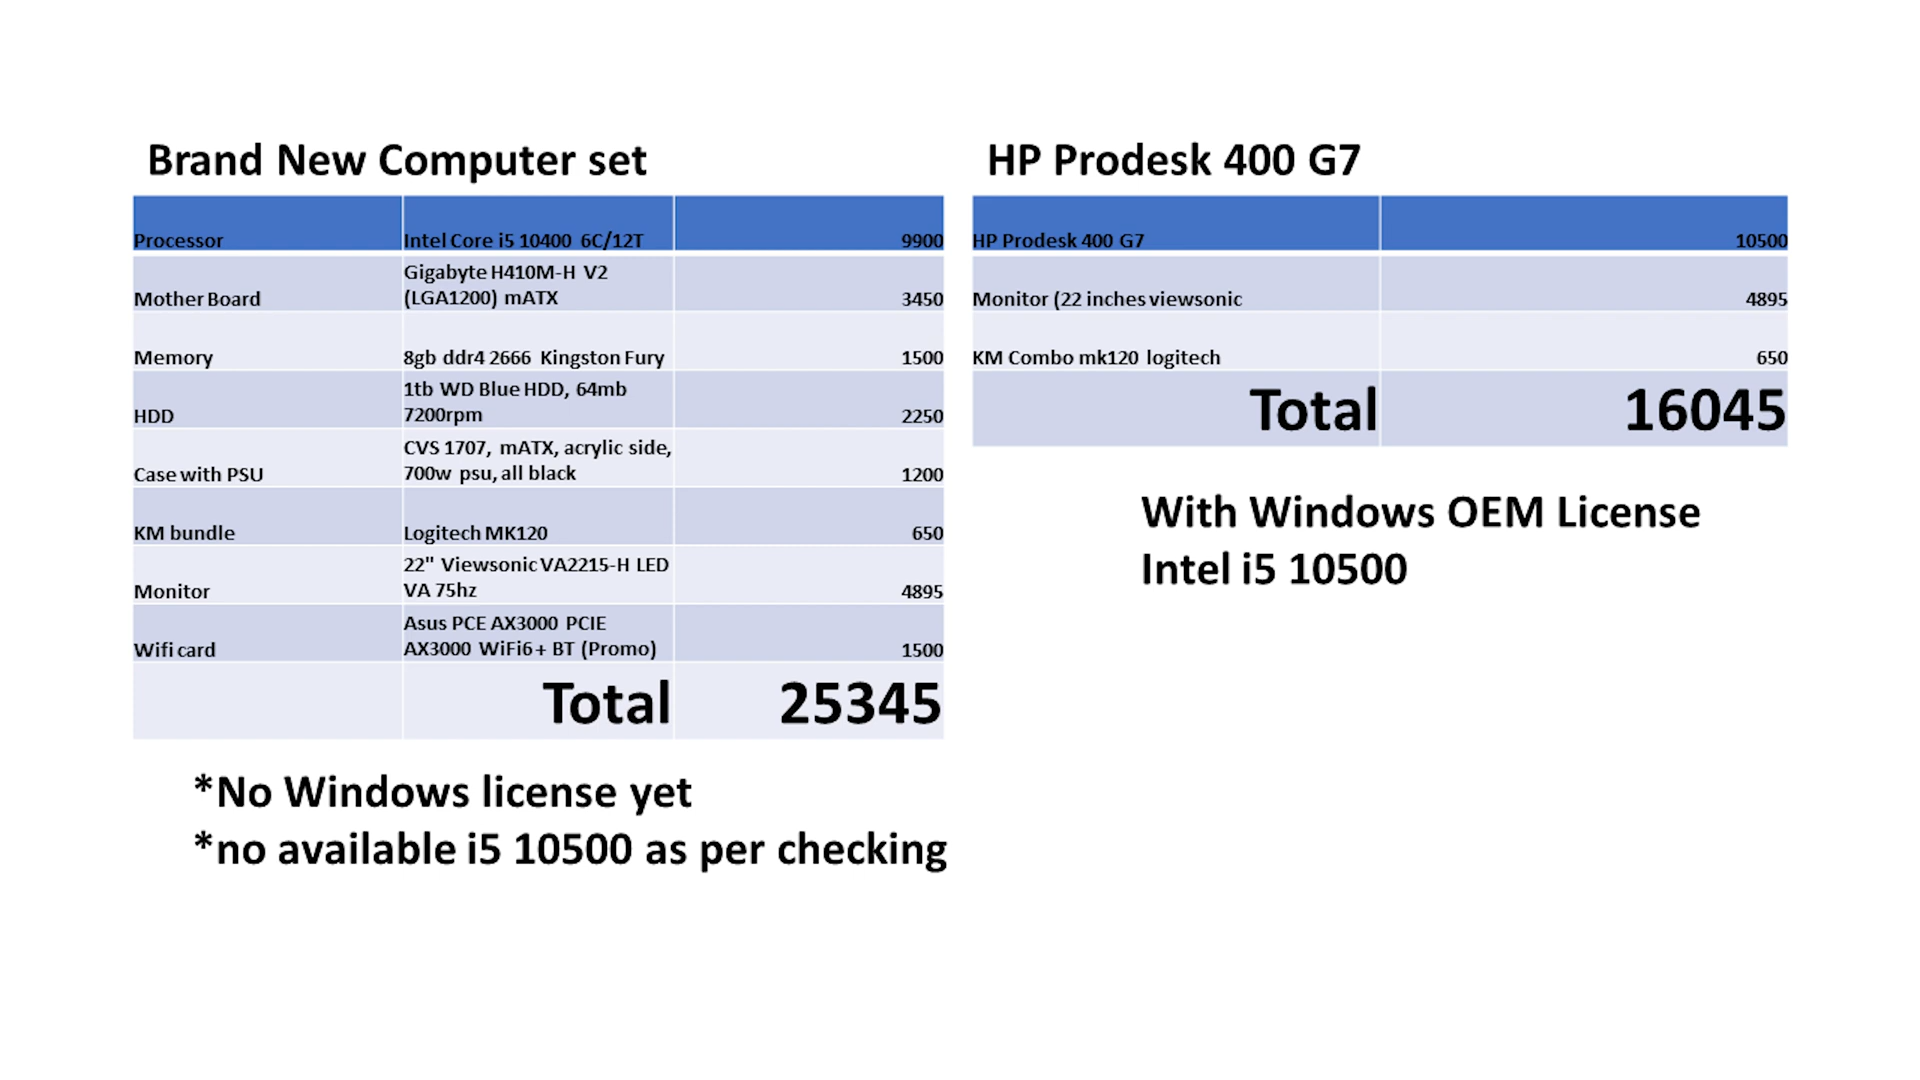 Brand New Computer set
Processor Intel Core i5 10400 6C/12T 9900
Gigabyte H410M-H V2
Mother Board (LGA1200) mATX 3450
Memory 8gb ddr4 2666 Kingston Fury 1500
1tb WD Blue HDD, 64mb
HDD 7200rpm 2250
CVS 1707, mATX, acrylic side,
Case with PSU 700w psu, all black 1200
KM bundle Logitech MK120 650
22" Viewsonic VA2215-H LED
Monitor VA 75hz 4895
Asus PCE AX3000 PCIE
Wifi card AX3000 WiFi6+ BT (Promo) 1500
Total 25345
*No Windows license yet
*no available i5 10500 as per checking
HP Prodesk 400 G7
HP Prodesk 400 G7 10500
Monitor (22 inches viewsonic 4895
KM Combo mk120 logitech 650
Total 16045
With Windows OEM License
Intel i5 10500